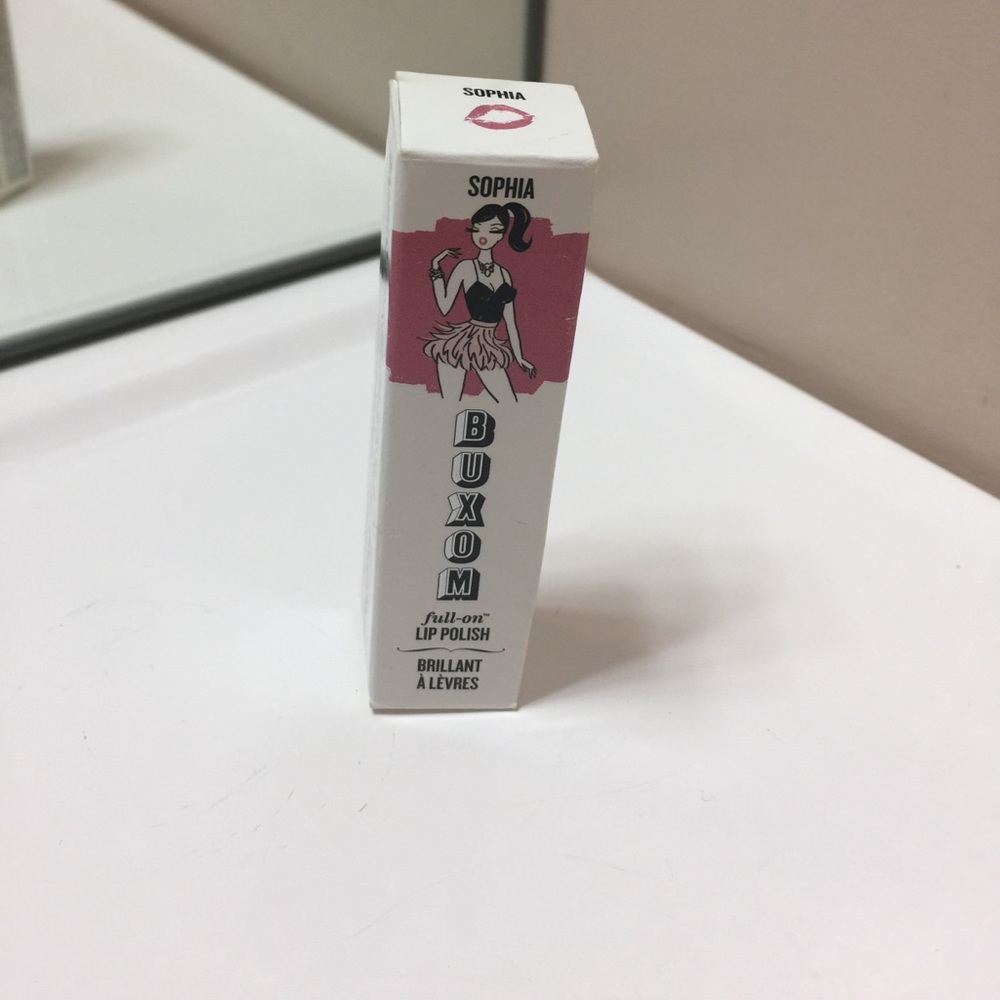 SOPHIA
SOPHIA
BUXOM
full-on™
LIP POLISH
BRILLANT
À LÈVRES